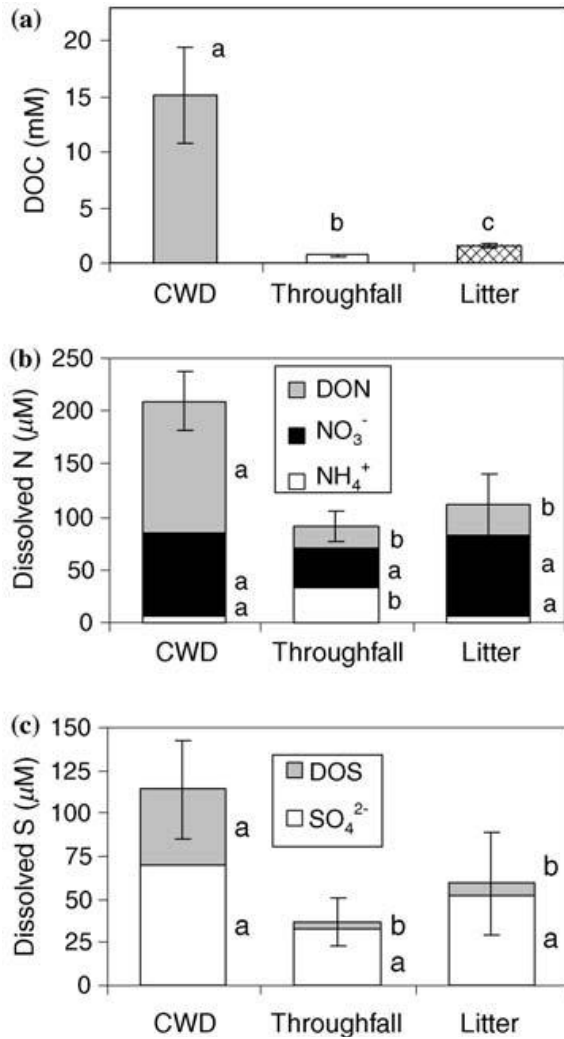 (a)
20
15
10
5
0
DOC (mM)
a
b
c
CWD Throughfall Litter
(b)
250
200
150
100
50
0
Dissolved N (µM)
DON
NO₃⁻
NH₄⁺
a
a
a
b
a
b
b
a
a
CWD Throughfall Litter
(c)
150
125
100
75
50
25
0
Dissolved S (µM)
DOS
SO₄²⁻
a
a
b
a
b
a
CWD Throughfall Litter